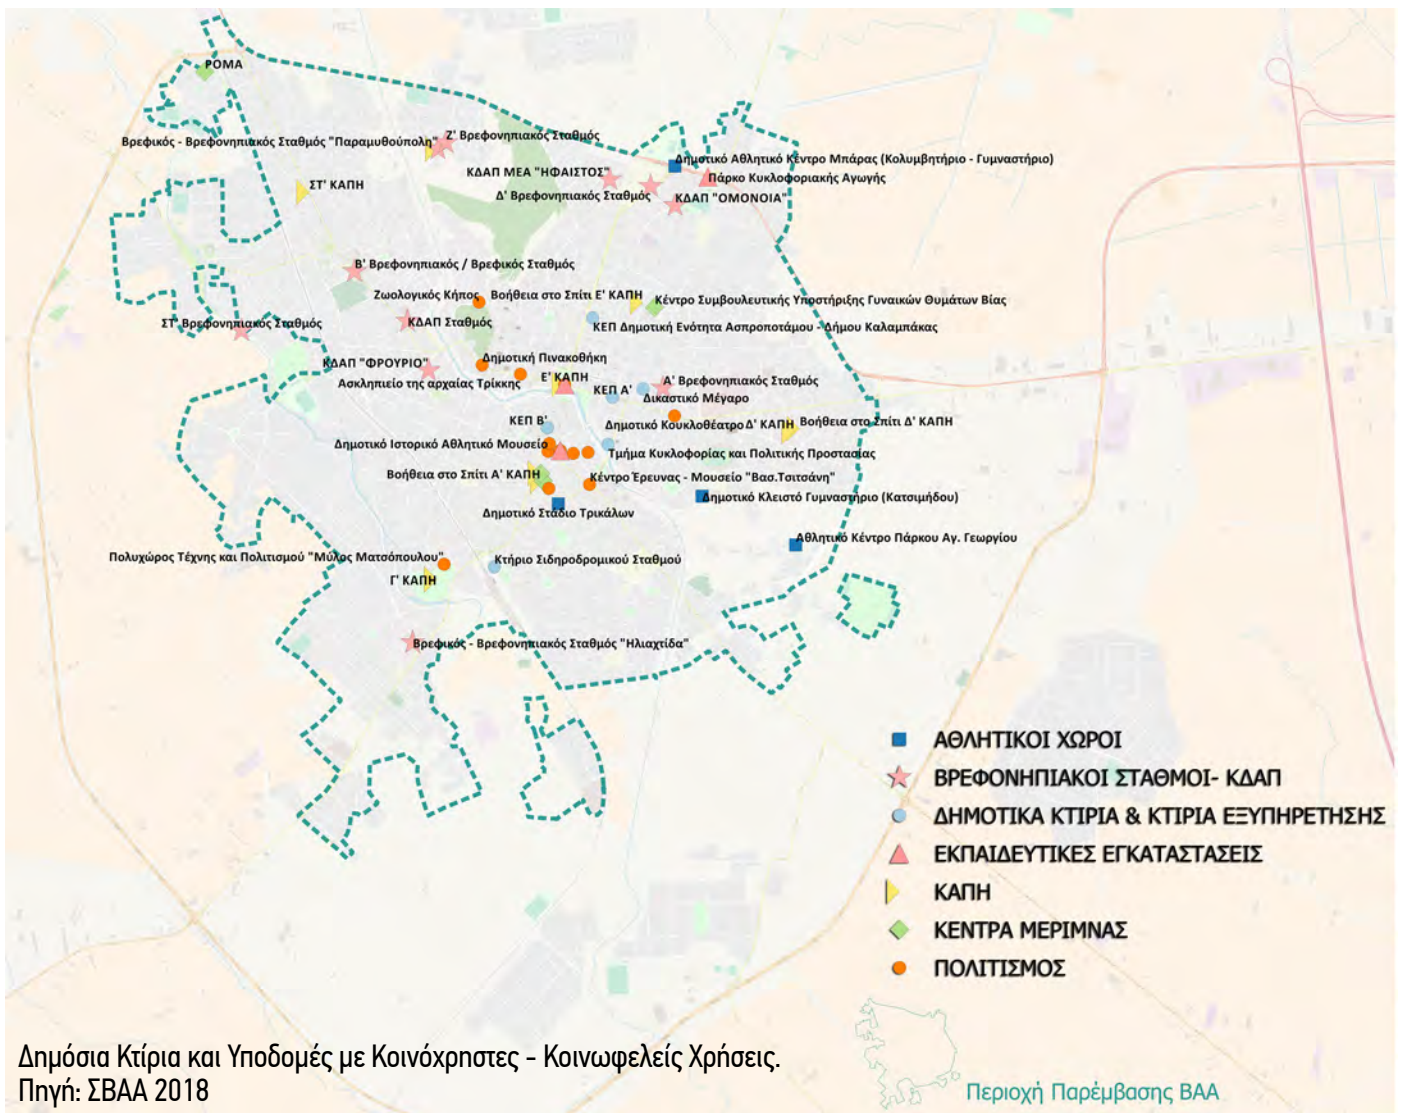 ΡΟΜΑ
Ζ' Βρεφονηπιακός Σταθμός
Βρεφικός - Βρεφονηπιακός Σταθμός "Παραμυθούπολη"
Δημοτικό Αθλητικό Κέντρο Μπάρας (Κολυμβητήριο - Γυμναστήριο)
ΚΔΑΠ ΜΕΑ "ΗΦΑΙΣΤΟΣ"
Πάρκο Κυκλοφοριακής Αγωγής
ΣΤ' ΚΑΠΗ
Δ' Βρεφονηπιακός Σταθμός
ΚΔΑΠ "ΟΜΟΝΟΙΑ"
Β' Βρεφονηπιακός / Βρεφικός Σταθμός
Ζωολογικός Κήπος
Βοήθεια στο Σπίτι Ε' ΚΑΠΗ
Κέντρο Συμβουλευτικής Υποστήριξης Γυναικών Θυμάτων Βίας
ΣΤ' Βρεφονηπιακός Σταθμός
ΚΔΑΠ Σταθμός
ΚΕΠ Δημοτική Ενότητα Ασπροποτάμου - Δήμου Καλαμπάκας
ΚΔΑΠ "ΦΡΟΥΡΙΟ"
Δημοτική Πινακοθήκη
Ασκληπιείο της αρχαίας Τρίκκης
Ε' ΚΑΠΗ
Α' Βρεφονηπιακός Σταθμός
ΚΕΠ Α'
Δικαστικό Μέγαρο
ΚΕΠ Β'
Δημοτικό Κουκλοθέατρο
Δ' ΚΑΠΗ
Βοήθεια στο Σπίτι Δ' ΚΑΠΗ
Δημοτικό Ιστορικό Αθλητικό Μουσείο
Τμήμα Κυκλοφορίας και Πολιτικής Προστασίας
Βοήθεια στο Σπίτι Α' ΚΑΠΗ
Κέντρο Έρευνας - Μουσείο "Βασ.Τσιτσάνη"
Δημοτικό Κλειστό Γυμναστήριο (Κατσιμήδου)
Δημοτικό Στάδιο Τρικάλων
Αθλητικό Κέντρο Πάρκου Αγ. Γεωργίου
Πολυχώρος Τέχνης και Πολιτισμού "Μύλος Ματσόπουλου"
Κτήριο Σιδηροδρομικού Σταθμού
Γ' ΚΑΠΗ
Βρεφικός - Βρεφονηπιακός Σταθμός "Ηλιαχτίδα"
ΑΘΛΗΤΙΚΟΙ ΧΩΡΟΙ
ΒΡΕΦΟΝΗΠΙΑΚΟΙ ΣΤΑΘΜΟΙ- ΚΔΑΠ
ΔΗΜΟΤΙΚΑ ΚΤΙΡΙΑ & ΚΤΙΡΙΑ ΕΞΥΠΗΡΕΤΗΣΗΣ
ΕΚΠΑΙΔΕΥΤΙΚΕΣ ΕΓΚΑΤΑΣΤΑΣΕΙΣ
ΚΑΠΗ
ΚΕΝΤΡΑ ΜΕΡΙΜΝΑΣ
ΠΟΛΙΤΙΣΜΟΣ
Δημόσια Κτίρια και Υποδομές με Κοινόχρηστες - Κοινωφελείς Χρήσεις.
Πηγή: ΣΒΑΑ 2018
Περιοχή Παρέμβασης ΒΑΑ